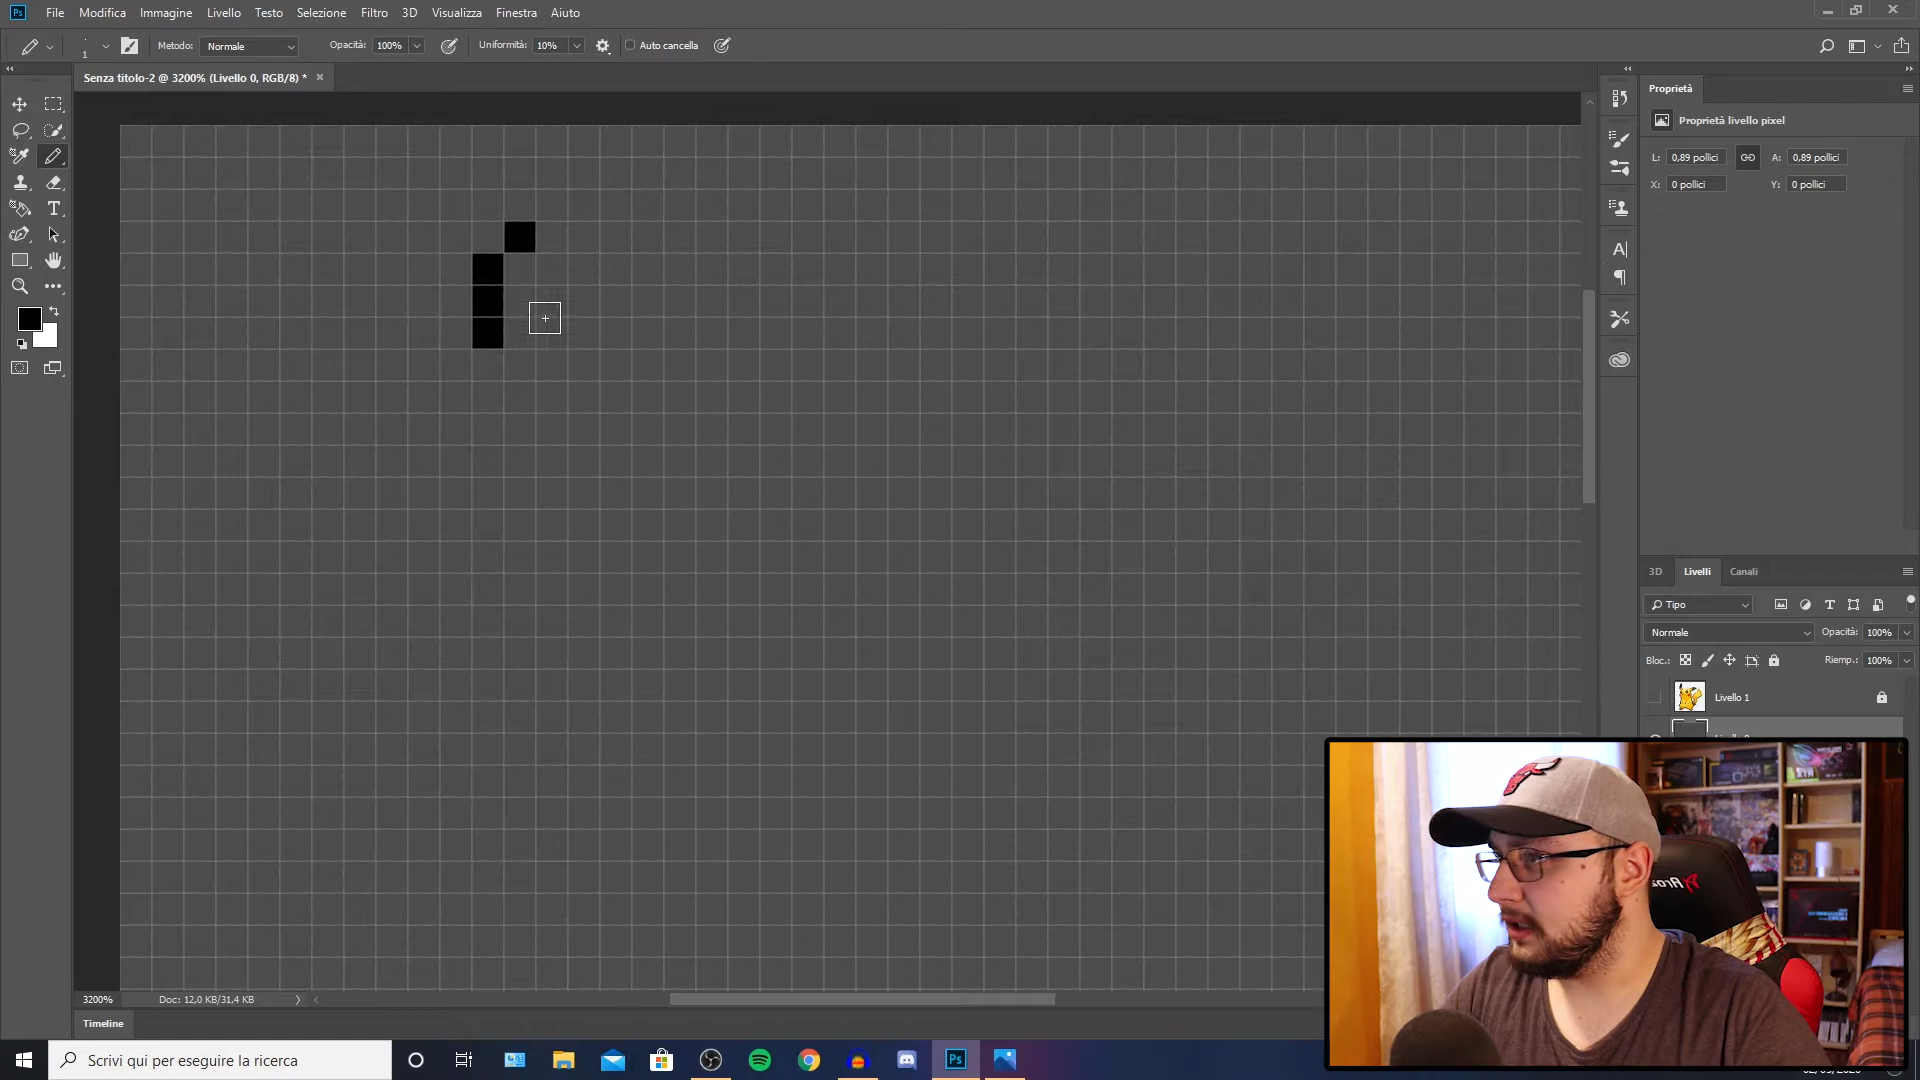 Ps File Modifica Immagine Livello Testo Selezione Filtro 3D Visualizza Finestra Aiuto
1 Metodo: Normale Opacità: 100% Uniformità: 10% Auto cancella
Senza titolo-2 @ 3200% (Livello 0, RGB/8) *
Proprietà
Proprietà livello pixel
L: 0,89 pollici A: 0,89 pollici
X: 0 pollici Y: 0 pollici
3D Livelli Canali
Tipo
Normale Opacità: 100%
Bloc.: Riemp.: 100%
Livello 1
3200% Doc: 12,0 KB/31,4 KB
Timeline
Scrivi qui per eseguire la ricerca
Ps